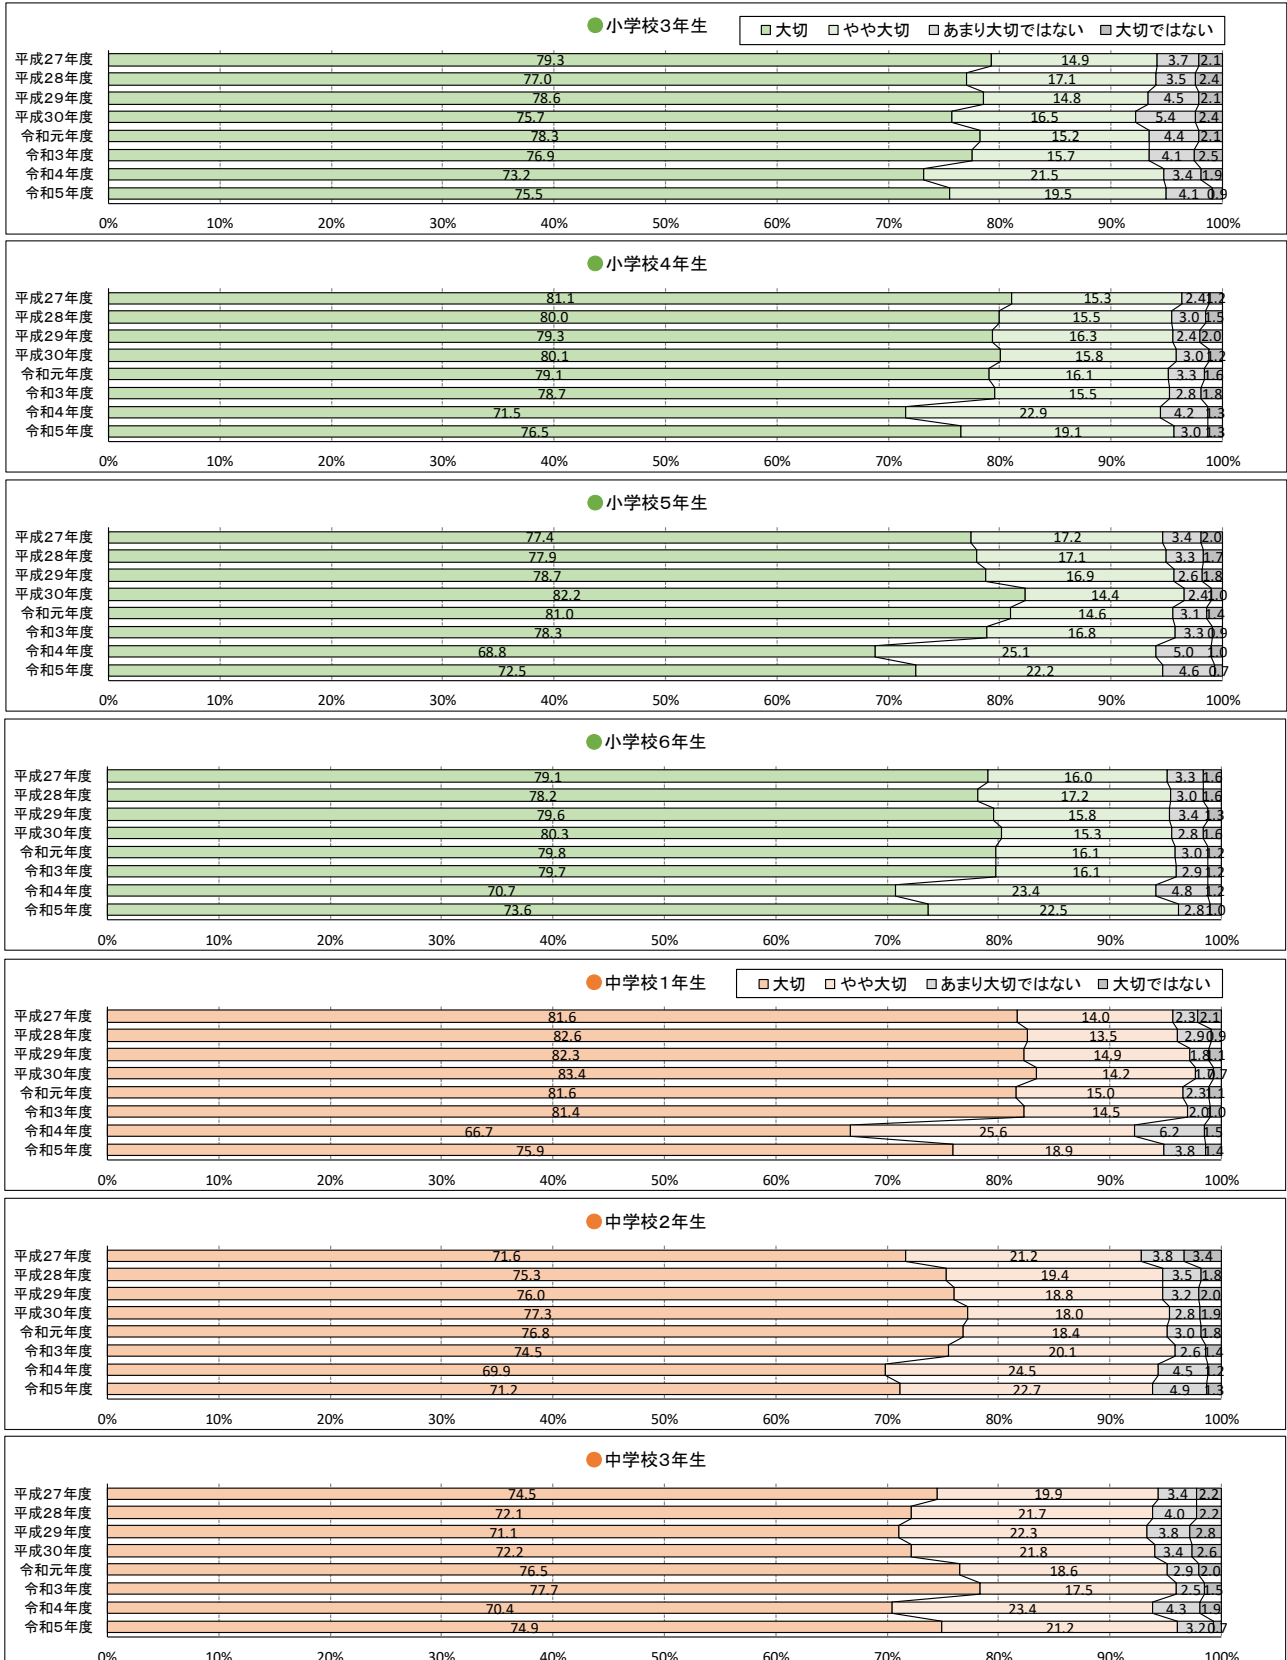 ●小学校3年生
大切 やや大切 あまり大切ではない 大切ではない
平成27年度 79.3 14.9 3.7 2.1
平成28年度 77.0 17.1 3.5 2.4
平成29年度 78.6 14.8 4.5 2.1
平成30年度 75.7 16.5 5.4 2.4
令和元年度 78.3 15.2 4.4 2.1
令和3年度 76.9 15.7 4.1 2.5
令和4年度 73.2 21.5 3.4 1.9
令和5年度 75.5 19.5 4.1 0.9
0% 10% 20% 30% 40% 50% 60% 70% 80% 90% 100%
●小学校4年生
平成27年度 81.1 15.3 2.4 1.2
平成28年度 80.0 15.5 3.0 1.5
平成29年度 79.3 16.3 2.4 2.0
平成30年度 80.1 15.8 3.0 1.2
令和元年度 79.1 16.1 3.3 1.6
令和3年度 78.7 15.5 2.8 1.8
令和4年度 71.5 22.9 4.2 1.3
令和5年度 76.5 19.1 3.0 1.3
0% 10% 20% 30% 40% 50% 60% 70% 80% 90% 100%
●小学校5年生
平成27年度 77.4 17.2 3.4 2.0
平成28年度 77.9 17.1 3.3 1.7
平成29年度 78.7 16.9 2.6 1.8
平成30年度 82.2 14.4 2.4 1.0
令和元年度 81.0 14.6 3.1 1.4
令和3年度 78.3 16.8 3.3 0.9
令和4年度 68.8 25.1 5.0 1.0
令和5年度 72.5 22.2 4.6 0.7
0% 10% 20% 30% 40% 50% 60% 70% 80% 90% 100%
●小学校6年生
平成27年度 79.1 16.0 3.3 1.6
平成28年度 78.2 17.2 3.0 1.6
平成29年度 79.6 15.8 3.4 1.3
平成30年度 80.3 15.3 2.8 1.6
令和元年度 79.8 16.1 3.0 1.2
令和3年度 79.7 16.1 2.9 1.2
令和4年度 70.7 23.4 4.8 1.2
令和5年度 73.6 22.5 2.8 1.0
0% 10% 20% 30% 40% 50% 60% 70% 80% 90% 100%
●中学校1年生
大切 やや大切 あまり大切ではない 大切ではない
平成27年度 81.6 14.0 2.3 2.1
平成28年度 82.6 13.5 2.9 0.9
平成29年度 82.3 14.9 1.8 1.1
平成30年度 83.4 14.2 1.7 0.7
令和元年度 81.6 15.0 2.3 1.1
令和3年度 81.4 14.5 2.0 1.0
令和4年度 66.7 25.6 6.2 1.5
令和5年度 75.9 18.9 3.8 1.4
0% 10% 20% 30% 40% 50% 60% 70% 80% 90% 100%
●中学校2年生
平成27年度 71.6 21.2 3.8 3.4
平成28年度 75.3 19.4 3.5 1.8
平成29年度 76.0 18.8 3.2 2.0
平成30年度 77.3 18.0 2.8 1.9
令和元年度 76.8 18.4 3.0 1.8
令和3年度 74.5 20.1 2.6 1.4
令和4年度 69.9 24.5 4.5 1.2
令和5年度 71.2 22.7 4.9 1.3
0% 10% 20% 30% 40% 50% 60% 70% 80% 90% 100%
●中学校3年生
平成27年度 74.5 19.9 3.4 2.2
平成28年度 72.1 21.7 4.0 2.2
平成29年度 71.1 22.3 3.8 2.8
平成30年度 72.2 21.8 3.4 2.6
令和元年度 76.5 18.6 2.9 2.0
令和3年度 77.7 17.5 2.5 1.5
令和4年度 70.4 23.4 4.3 1.9
令和5年度 74.9 21.2 3.2 0.7
0% 10% 20% 30% 40% 50% 60% 70% 80% 90% 100%